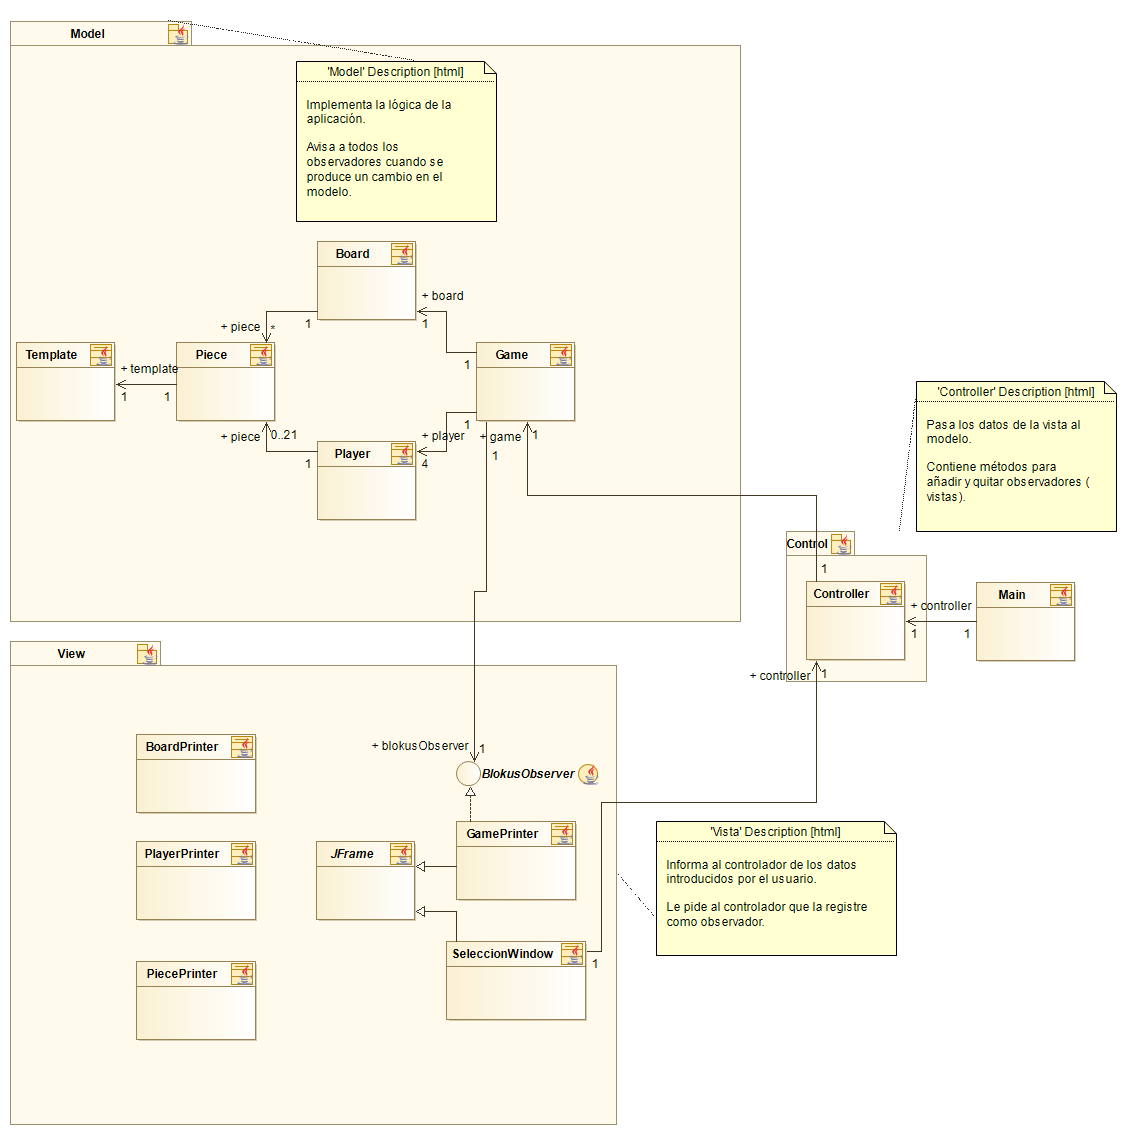 Model
'Model' Description [html]
Implementa la lógica de la
aplicación.
Avisa a todos los
observadores cuando se
produce un cambio en el
modelo.
Board
+ board
1
1
+ piece
*
1
Template
+ template
1
1
Piece
Game
1
+ piece
0..21
1
Player
+ player
4
1
+ game
1
1
'Controller' Description [html]
Pasa los datos de la vista al
modelo.
Contiene métodos para
añadir y quitar observadores (
vistas).
Control
1
Controller
+ controller
1
1
Main
+ controller
1
View
BoardPrinter
+ blokusObserver
1
BlokusObserver
PlayerPrinter
JFrame
GamePrinter
'Vista' Description [html]
Informa al controlador de los datos
introducidos por el usuario.
Le pide al controlador que la registre
como observador.
PiecePrinter
SeleccionWindow
1